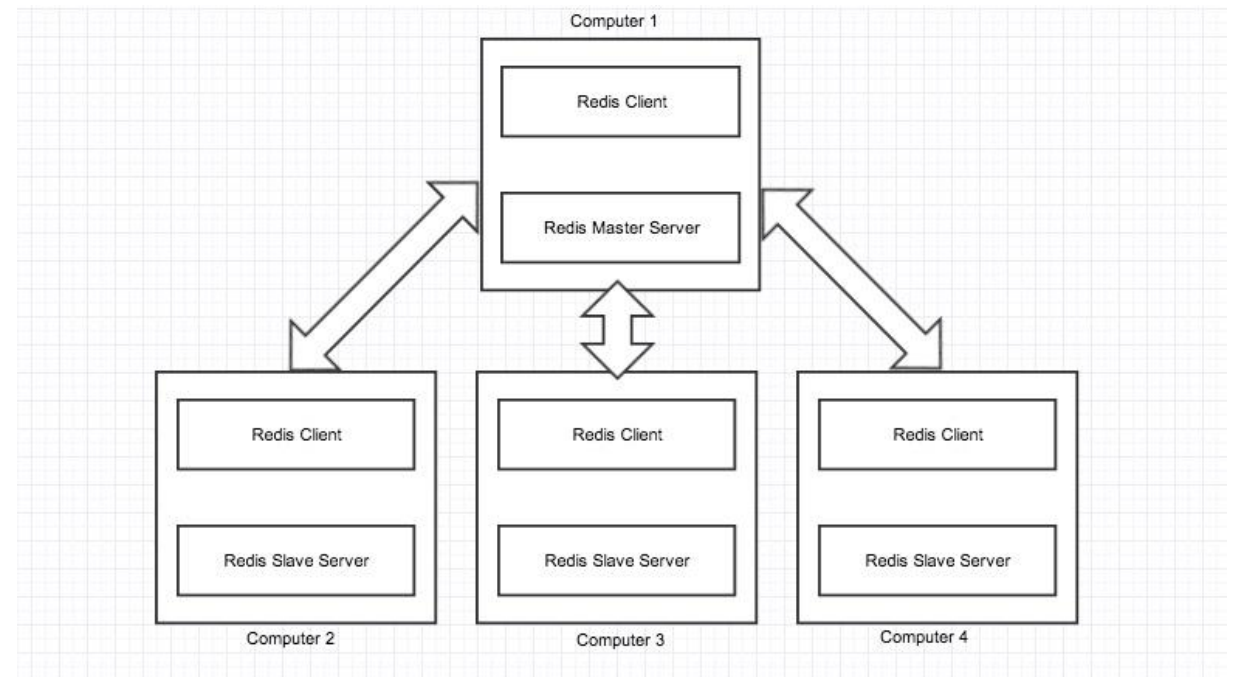 Computer 1
Redis Client
Redis Master Server
Redis Client
Redis Client
Redis Client
Redis Slave Server
Redis Slave Server
Redis Slave Server
Computer 2
Computer 3
Computer 4